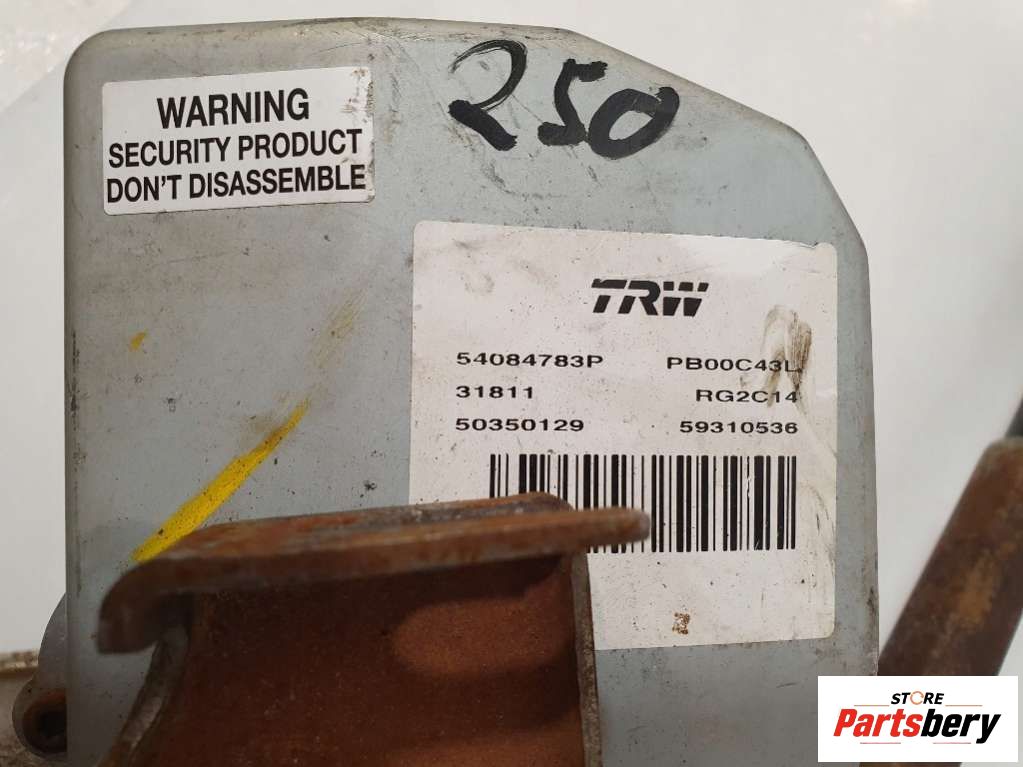 250
WARNING
SECURITY PRODUCT
DON'T DISASSEMBLE
TRW
54084783P PB00C43L
31811 RG2C14
50350129 59310536
STORE
Partsbery